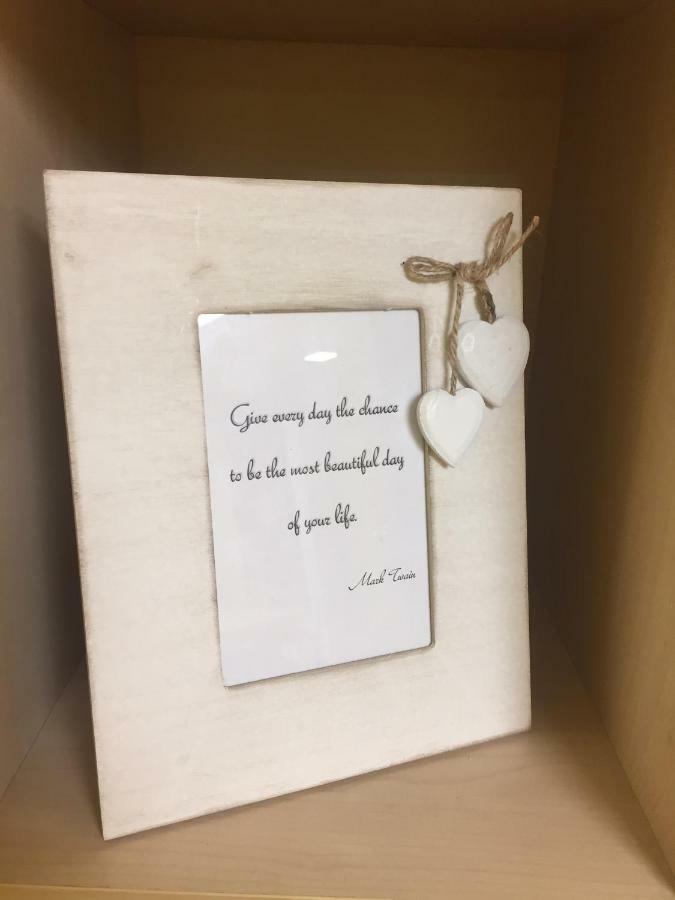 Give every day the chance
to be the most beautiful day
of your life.
Mark Twain